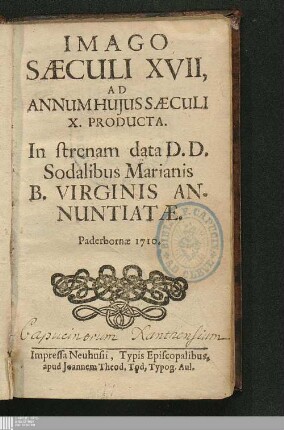 IMAGO
SÆCULI XVII,
AD
ANNUM HUJUS SÆCULI
X. PRODUCTA.
In strenam data D. D.
Sodalibus Marianis
B. VIRGINIS AN-
NUNTIATÆ.
Paderbornæ 1710.
Capucinorum Xanthensium
Impressa Neuhusii, Typis Episcopalibus,
apud Joannem Theod. Tod, Typog. Aul.